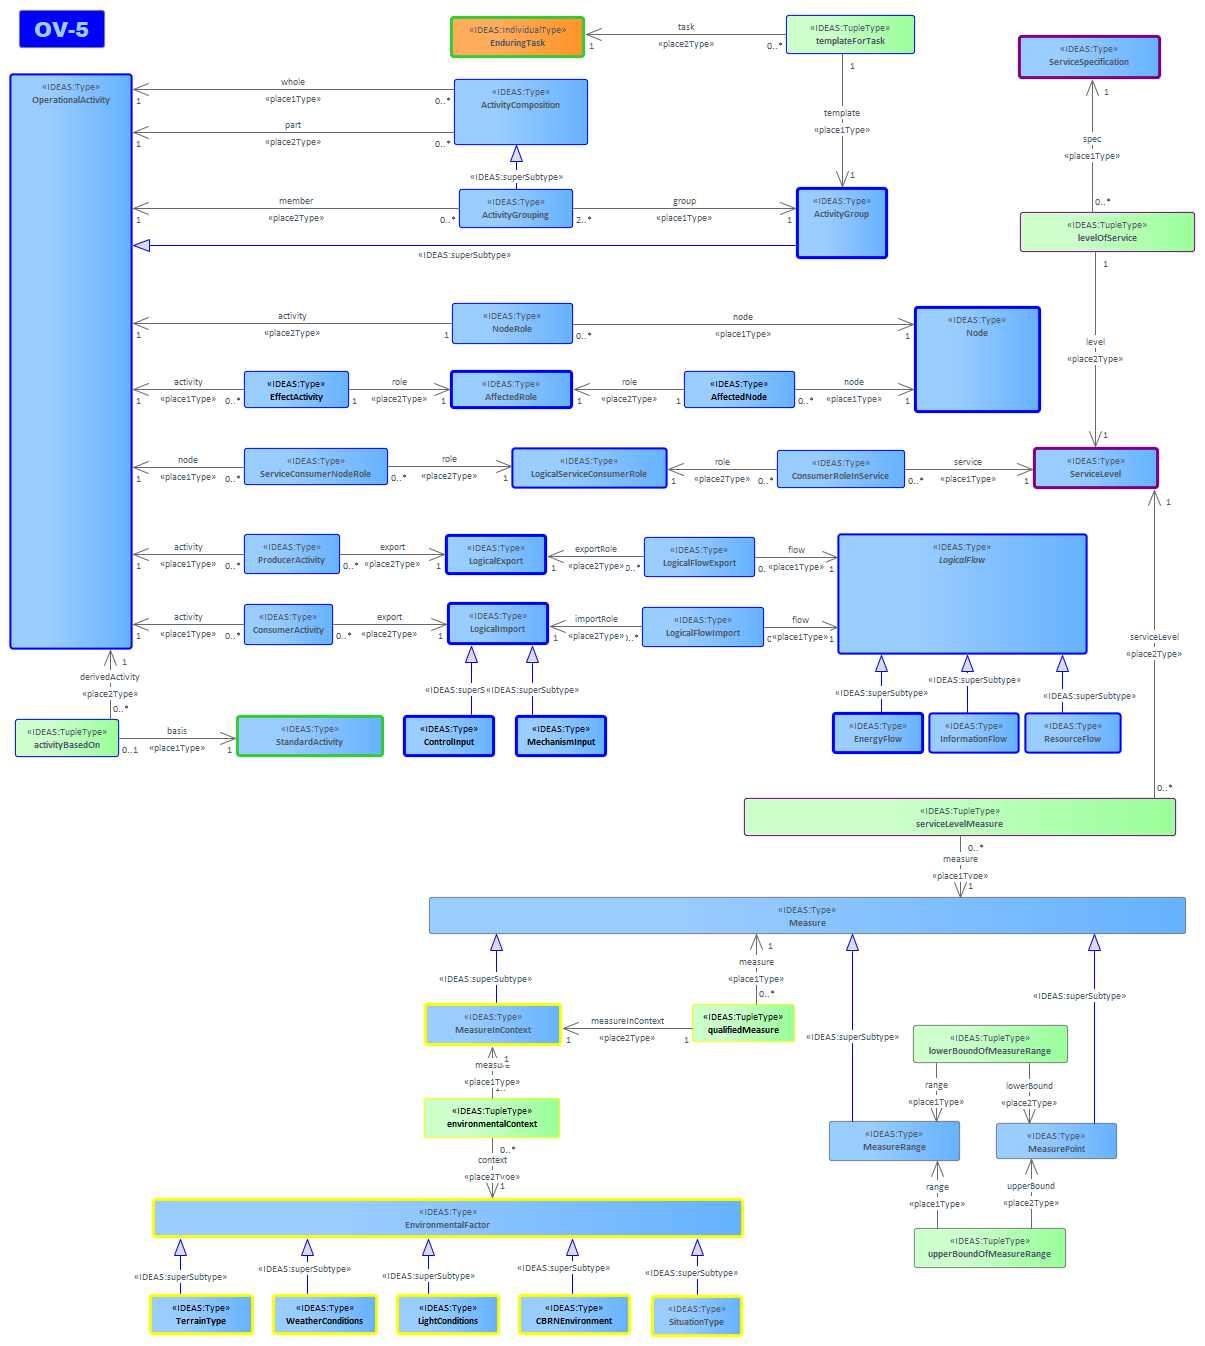 OV-5
«IDEAS:IndividualType»
EnduringTask
task
«place2Type»
1
0..*
«IDEAS:TupleType»
templateForTask
1
template
«place1Type»
1
«IDEAS:Type»
ServiceSpecification
1
spec
«place1Type»
0..*
«IDEAS:TupleType»
levelOfService
1
level
«place2Type»
1
«IDEAS:Type»
OperationalActivity
whole
«place1Type»
1
0..*
«IDEAS:Type»
ActivityComposition
part
«place2Type»
1
0..*
«IDEAS:superSubtype»
member
«place2Type»
1
0..*
«IDEAS:Type»
ActivityGrouping
group
«place1Type»
2..*
1
«IDEAS:Type»
ActivityGroup
«IDEAS:superSubtype»
activity
«place2Type»
1
1
«IDEAS:Type»
NodeRole
node
«place1Type»
0..*
1
«IDEAS:Type»
Node
activity
«place1Type»
1
0..*
«IDEAS:Type»
EffectActivity
role
«place2Type»
1
1
«IDEAS:Type»
AffectedRole
role
«place2Type»
1
1
«IDEAS:Type»
AffectedNode
node
«place1Type»
0..*
1
node
«place1Type»
1
0..*
«IDEAS:Type»
ServiceConsumerNodeRole
role
«place2Type»
0..*
1
«IDEAS:Type»
LogicalServiceConsumerRole
role
«place2Type»
1
0..*
«IDEAS:Type»
ConsumerRoleInService
service
«place1Type»
0..*
1
«IDEAS:Type»
ServiceLevel
activity
«place1Type»
1
0..*
«IDEAS:Type»
ProducerActivity
export
«place2Type»
0..*
1
«IDEAS:Type»
LogicalExport
exportRole
«place2Type»
1
0..*
«IDEAS:Type»
LogicalFlowExport
flow
«place1Type»
1
«IDEAS:Type»
LogicalFlow
activity
«place1Type»
1
0..*
«IDEAS:Type»
ConsumerActivity
export
«place2Type»
0..*
1
«IDEAS:Type»
LogicalImport
importRole
«place2Type»
1
«IDEAS:Type»
LogicalFlowImport
flow
«place1Type»
1
1
serviceLevel
«place2Type»
0..*
1
derivedActivity
«place2Type»
0..*
«IDEAS:superS
«IDEAS:superSubtype»
«IDEAS:superSubtype»
«IDEAS:superSubtype»
«IDEAS:superSubtype»
«IDEAS:TupleType»
activityBasedOn
basis
«place1Type»
0..1
1
«IDEAS:Type»
StandardActivity
«IDEAS:Type»
ControlInput
«IDEAS:Type»
MechanismInput
«IDEAS:Type»
EnergyFlow
«IDEAS:Type»
InformationFlow
«IDEAS:Type»
ResourceFlow
«IDEAS:TupleType»
serviceLevelMeasure
0..*
measure
«place1Type»
1
«IDEAS:Type»
Measure
«IDEAS:superSubtype»
1
measure
«place1Type»
0..*
«IDEAS:superSubtype»
«IDEAS:superSubtype»
«IDEAS:Type»
MeasureInContext
measureInContext
«place2Type»
1
1
«IDEAS:TupleType»
qualifiedMeasure
«IDEAS:TupleType»
lowerBoundOfMeasureRange
1
measure
«place1Type»
range
«place1Type»
lowerBound
«place2Type»
«IDEAS:TupleType»
environmentalContext
«IDEAS:Type»
MeasureRange
«IDEAS:Type»
MeasurePoint
0..*
context
«place2Type»
1
range
«place1Type»
upperBound
«place2Type»
«IDEAS:Type»
EnvironmentalFactor
«IDEAS:TupleType»
upperBoundOfMeasureRange
«IDEAS:superSubtype»
«IDEAS:superSubtype»
«IDEAS:superSubtype»
«IDEAS:superSubtype»
«IDEAS:superSubtype»
«IDEAS:Type»
TerrainType
«IDEAS:Type»
WeatherConditions
«IDEAS:Type»
LightConditions
«IDEAS:Type»
CBRNEnvironment
«IDEAS:Type»
SituationType